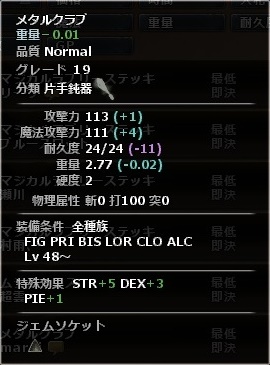 メタルクラブ
重量-0.01
品質 Normal
グレード 19
分類 片手鈍器
攻撃力 113 (+1)
魔法攻撃力 111 (+4)
耐久度 24/24 (-11)
重量 2.77 (-0.02)
硬度 2
物理属性 斬0 打100 突0
装備条件 全種族
FIG PRI BIS LOR CLO ALC
Lv 48～
特殊効果 STR+5 DEX+3
PIE+1
ジェムソケット